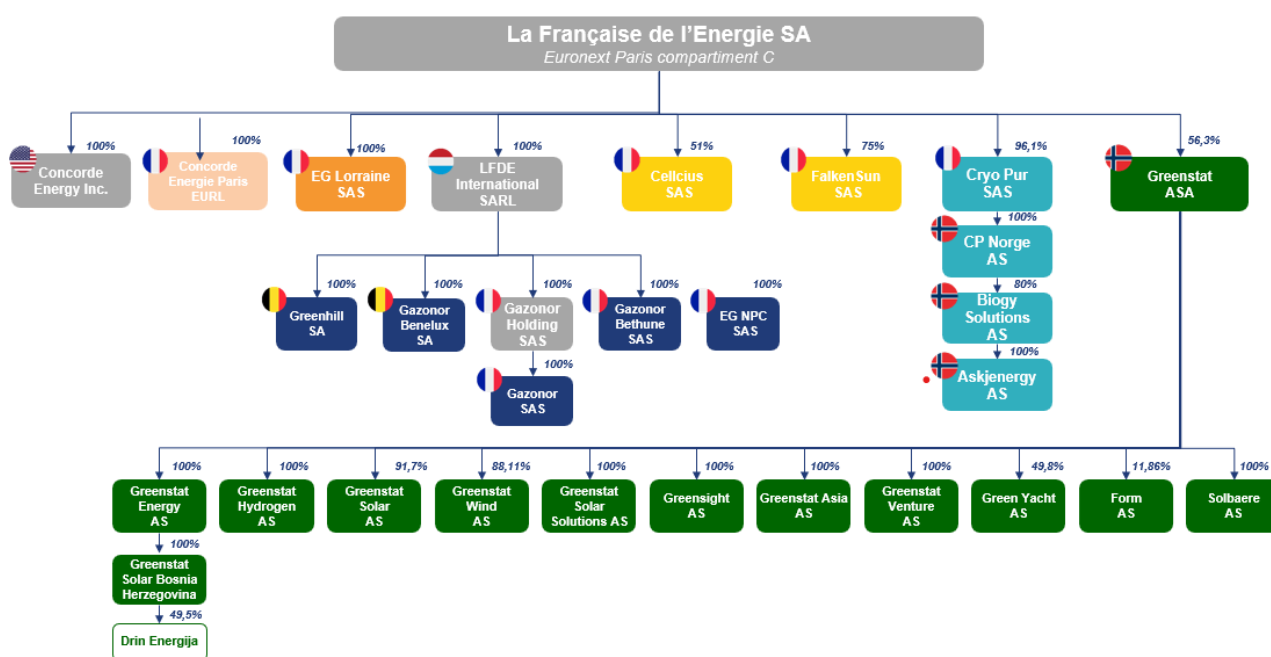 La Française de l’Energie SA
Euronext Paris compartiment C
100%
100%
100%
100%
51%
75%
96,1%
56,3%
Concorde
Energy Inc.
Concorde
Energie Paris
EURL
EG Lorraine
SAS
LFDE
International
SARL
Cellcius
SAS
FalkenSun
SAS
Cryo Pur
SAS
Greenstat
ASA
100%
CP Norge
AS
80%
Biogy
Solutions
AS
100%
Askjenergy
AS
100%
100%
100%
100%
100%
Greenhill
SA
Gazonor
Benelux
SA
Gazonor
Holding
SAS
Gazonor
Bethune
SAS
EG NPC
SAS
100%
Gazonor
SAS
100%
100%
91,7%
88,11%
100%
100%
100%
100%
49,8%
11,86%
100%
Greenstat
Energy
AS
Greenstat
Hydrogen
AS
Greenstat
Solar
AS
Greenstat
Wind
AS
Greenstat
Solar
Solutions AS
Greensight
AS
Greenstat Asia
AS
Greenstat
Venture
AS
Green Yacht
AS
Form
AS
Solbaere
AS
100%
Greenstat
Solar Bosnia
Herzegovina
49,5%
Drin Energija